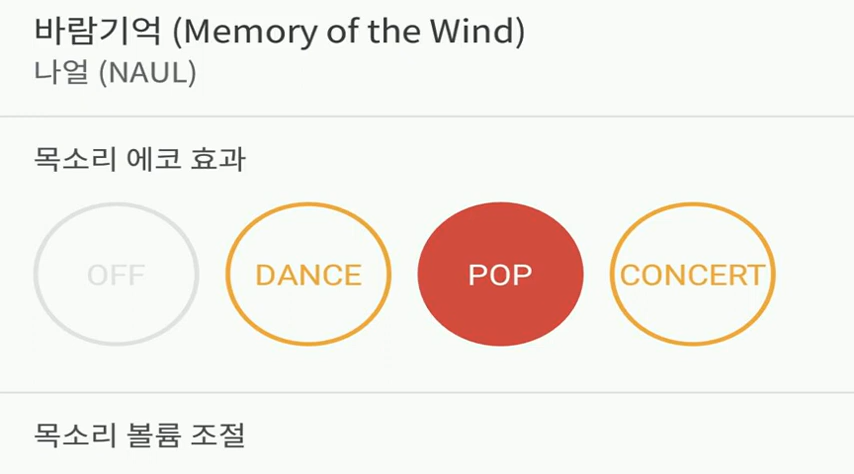 바람기억 (Memory of the Wind)
나얼 (NAUL)
목소리 에코 효과
OFF DANCE POP CONCERT
목소리 볼륨 조절